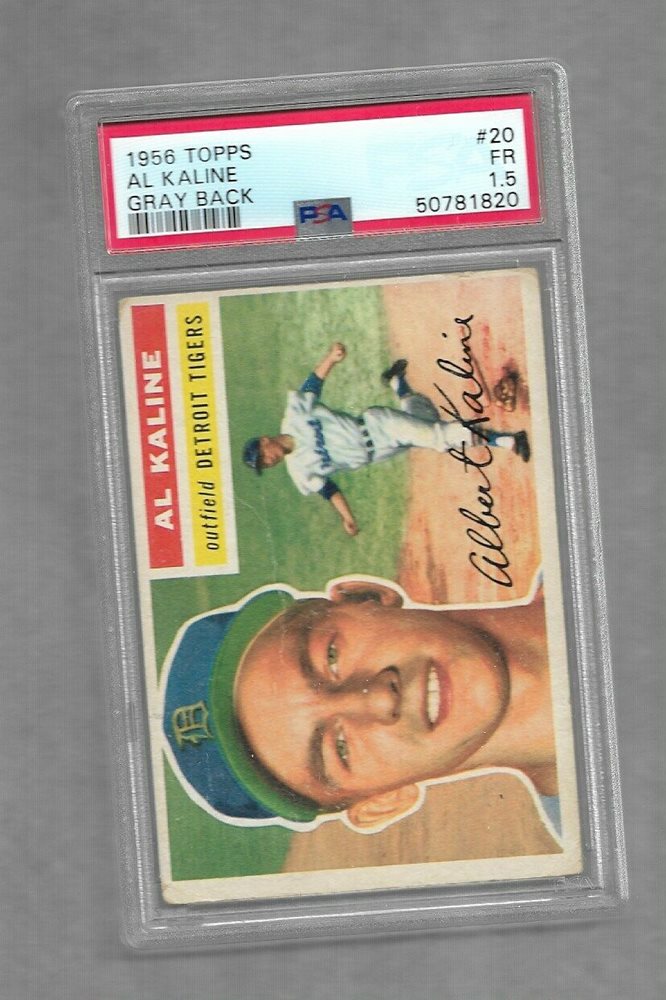 1956 TOPPS #20
AL KALINE FR
GRAY BACK 1.5
PSA 50781820
AL KALINE
outfield DETROIT TIGERS
Albert Kaline
D